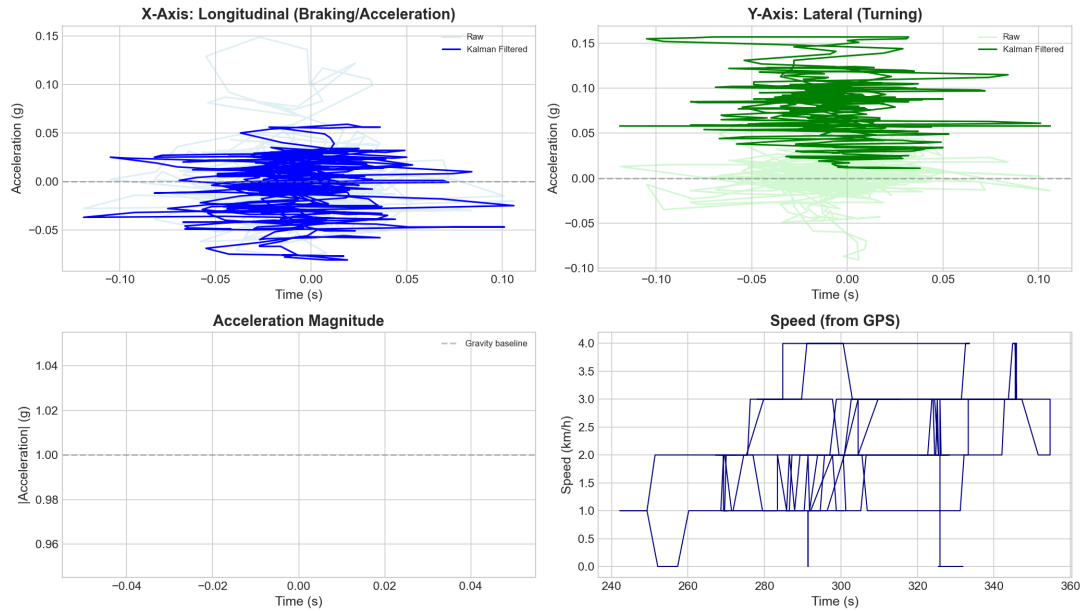 X-Axis: Longitudinal (Braking/Acceleration)
Raw
Kalman Filtered
0.15
0.10
0.05
0.00
−0.05
Acceleration (g)
−0.10
−0.05
0.00
0.05
0.10
Time (s)
Y-Axis: Lateral (Turning)
Raw
Kalman Filtered
0.15
0.10
0.05
0.00
−0.05
−0.10
Acceleration (g)
−0.10
−0.05
0.00
0.05
0.10
Time (s)
Acceleration Magnitude
Gravity baseline
1.04
1.02
1.00
0.98
0.96
|Acceleration| (g)
−0.04
−0.02
0.00
0.02
0.04
Time (s)
Speed (from GPS)
4.0
3.5
3.0
2.5
2.0
1.5
1.0
0.5
0.0
Speed (km/h)
240
260
280
300
320
340
360
Time (s)